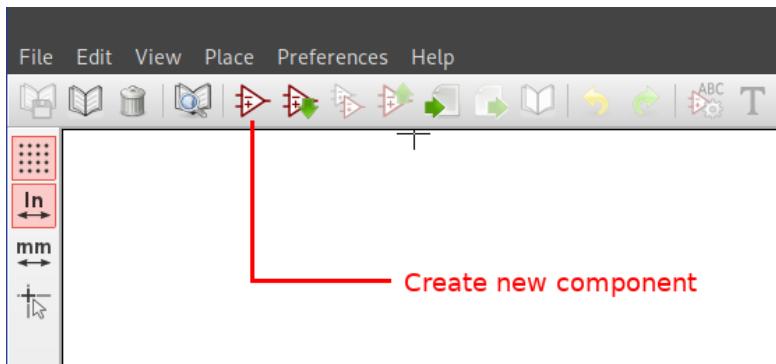 File Edit View Place Preferences Help
ABC
T
In
mm
Create new component